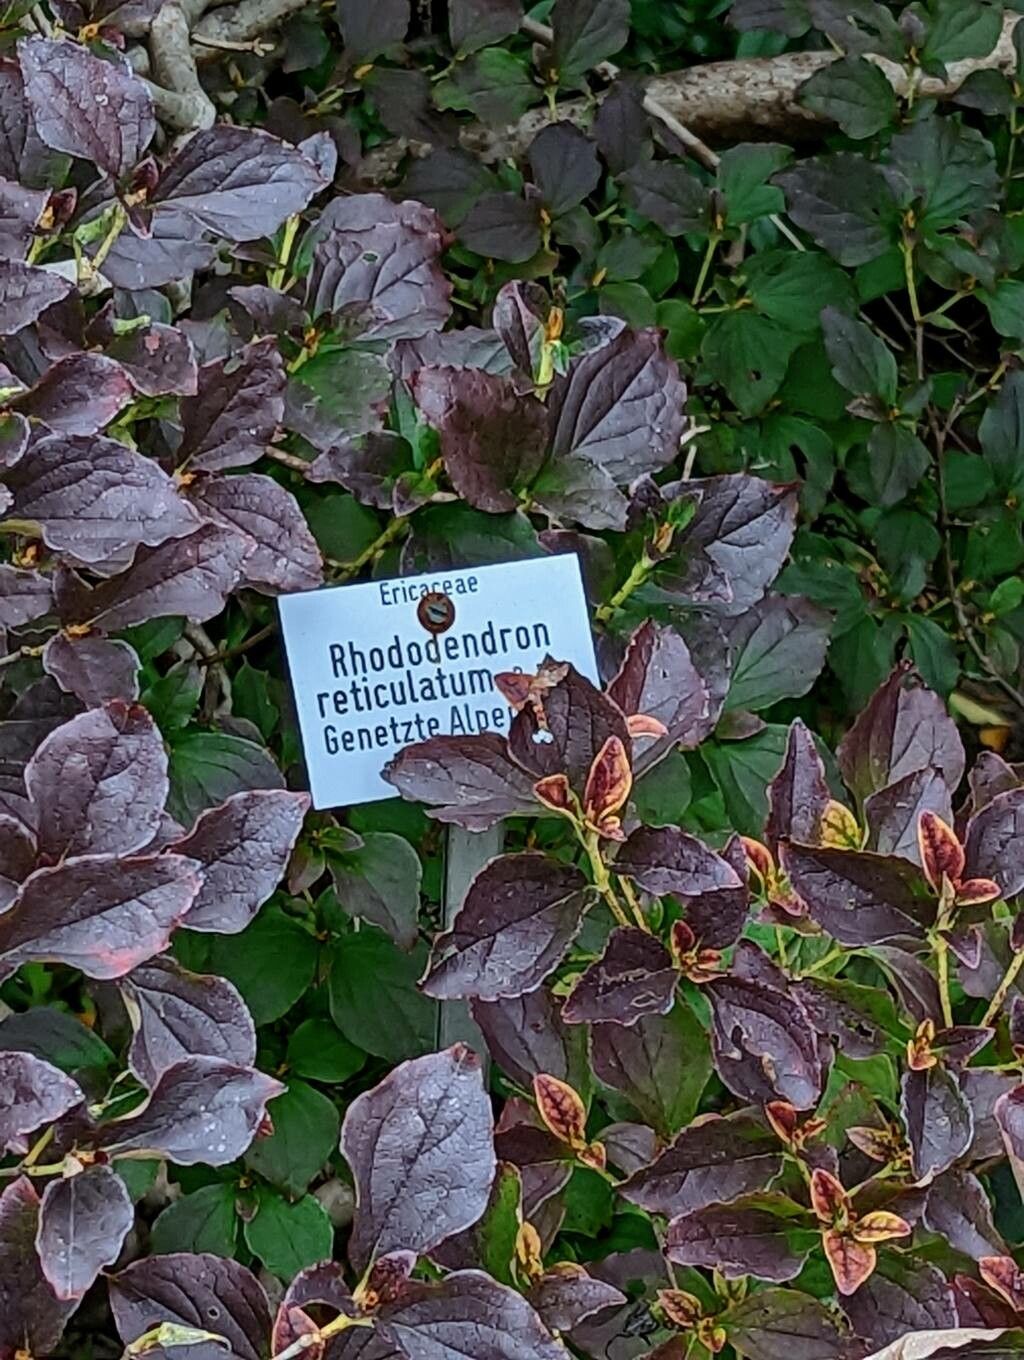 Ericaceae
Rhododendron
reticulatum
Genetzte